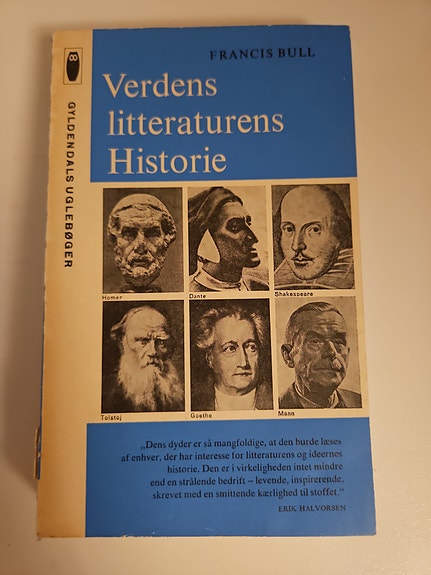 FRANCIS BULL
Verdens
litteraturens
Historie
8
GYLDENDALS UGLEBØGER
Homer
Dante
Shakespeare
Tolstoj
Goethe
Mann
„Dens dyder er så mangfoldige, at den burde læses
af enhver, der har interesse for litteraturens og ideernes
historie. Den er i virkeligheden intet mindre
end en strålende bedrift – levende, inspirerende,
skrevet med en smittende kærlighed til stoffet.“
ERIK HALVORSEN